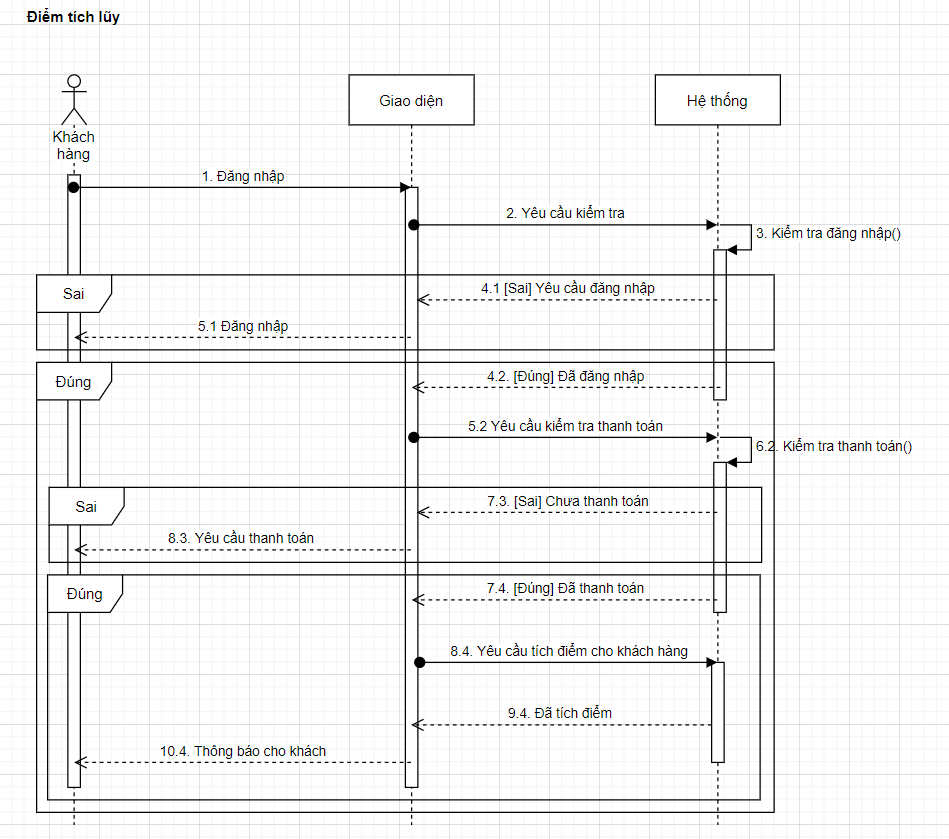 Điểm tích lũy
Khách
hàng
Giao diện
Hệ thống
1. Đăng nhập
2. Yêu cầu kiểm tra
3. Kiểm tra đăng nhập()
Sai
4.1 [Sai] Yêu cầu đăng nhập
5.1 Đăng nhập
Đúng
4.2. [Đúng] Đã đăng nhập
5.2 Yêu cầu kiểm tra thanh toán
6.2. Kiểm tra thanh toán()
Sai
7.3. [Sai] Chưa thanh toán
8.3. Yêu cầu thanh toán
Đúng
7.4. [Đúng] Đã thanh toán
8.4. Yêu cầu tích điểm cho khách hàng
9.4. Đã tích điểm
10.4. Thông báo cho khách